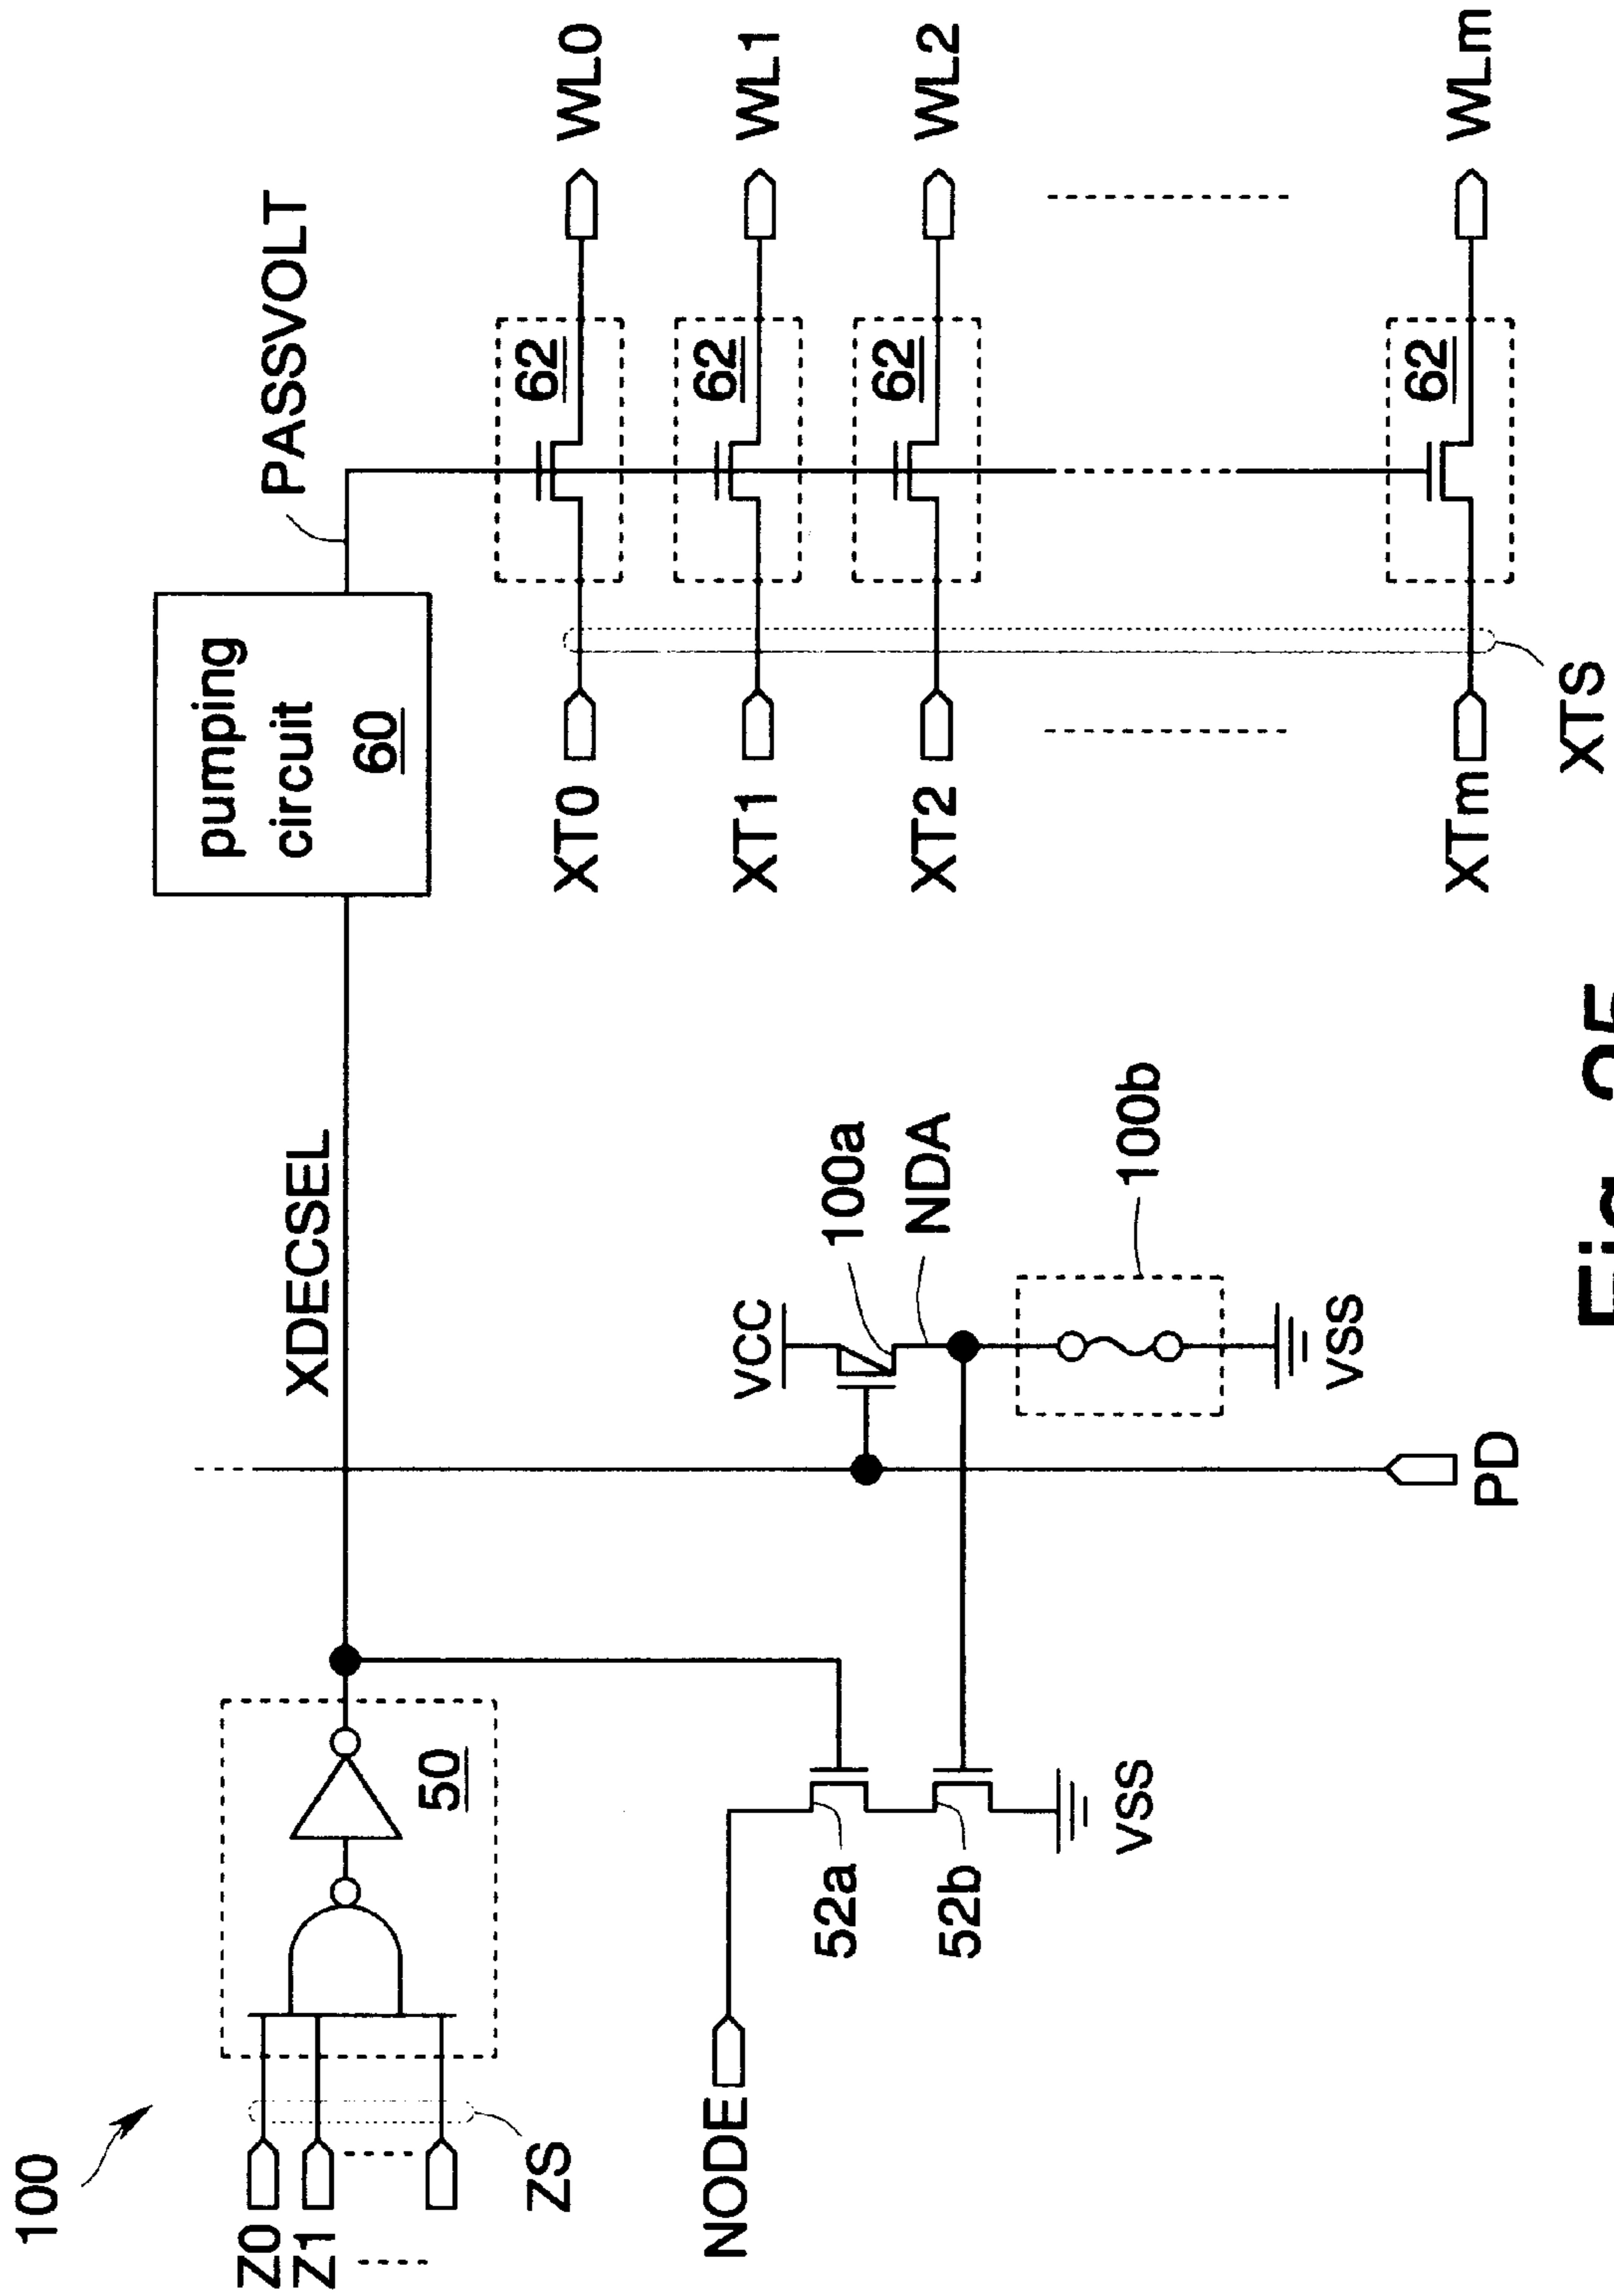 100
Z0
Z1
ZS
50
XDECSEL
pumping
circuit
60
PASSVOLT
NODE
52a
52b
VSS
VCC
100a
NDA
100b
VSS
PD
XT0
62
WL0
XT1
62
WL1
XT2
62
WL2
XTm
62
WLm
XTS